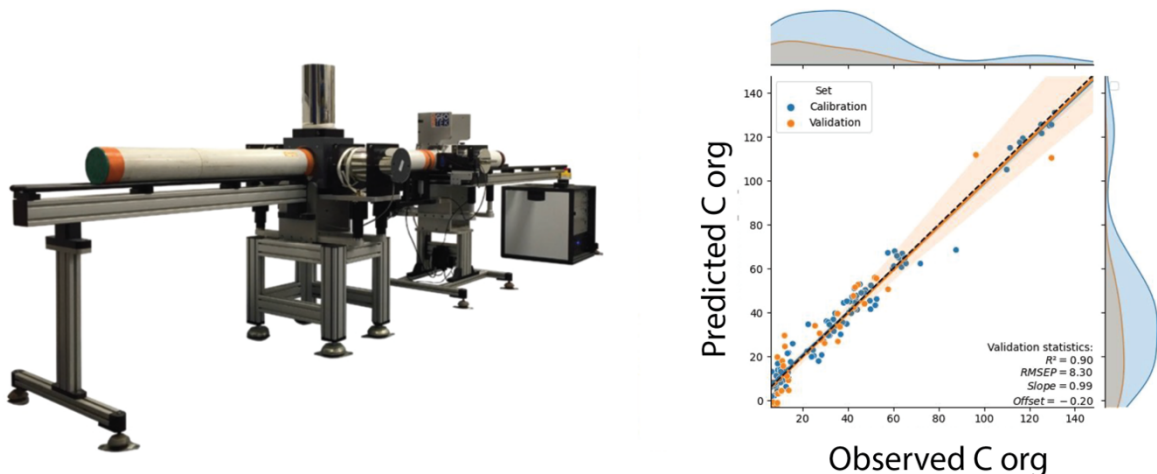 Set
Calibration
Validation
140
120
100
80
60
40
20
0
Predicted C org
Validation statistics:
R² = 0.90
RMSEP = 8.30
Slope = 0.99
Offset = −0.20
20 40 60 80 100 120 140
Observed C org